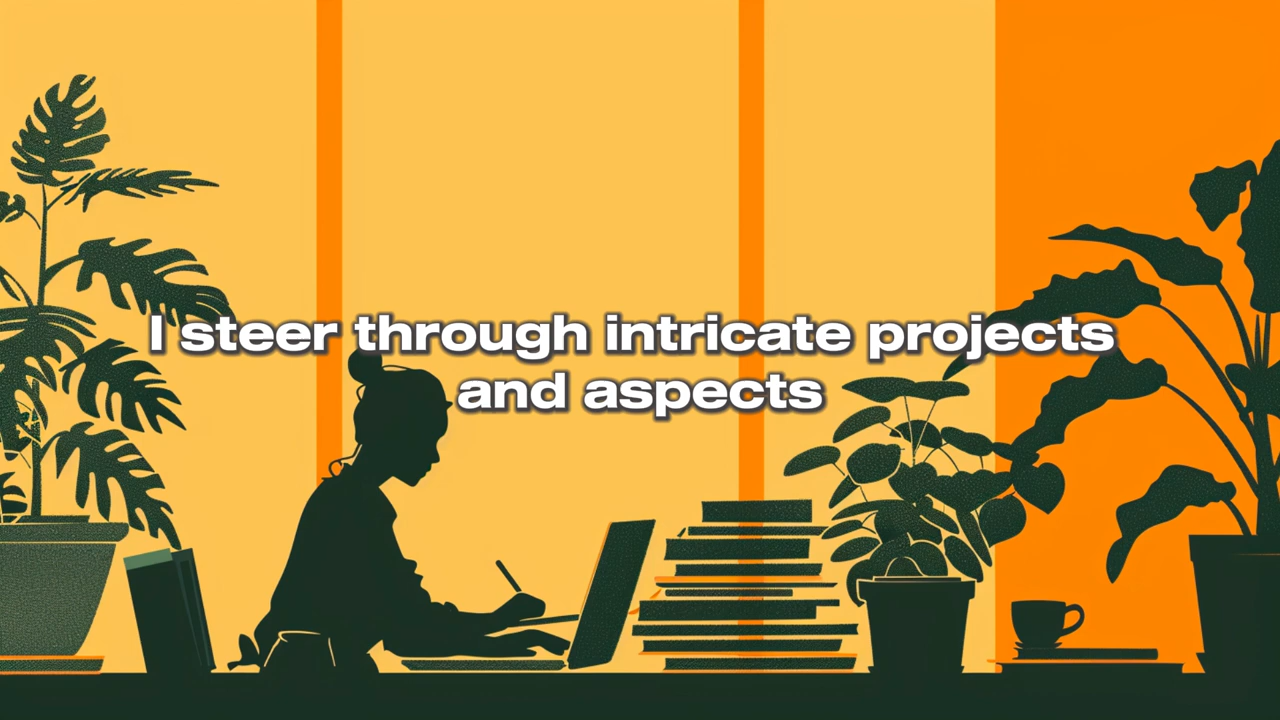 I steer through intricate projects
and aspects